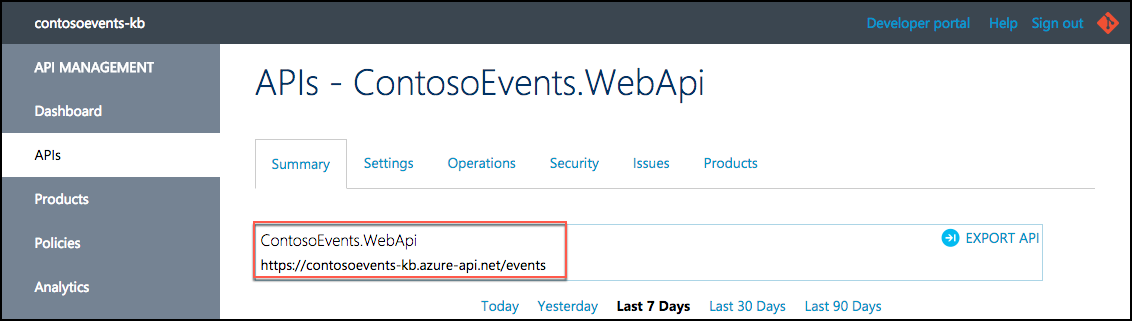 contosoevents-kb
Developer portal Help Sign out
API MANAGEMENT
Dashboard
APIs
Products
Policies
Analytics
APIs - ContosoEvents.WebApi
Summary Settings Operations Security Issues Products
ContosoEvents.WebApi
EXPORT API
https://contosoevents-kb.azure-api.net/events
Today Yesterday Last 7 Days Last 30 Days Last 90 Days